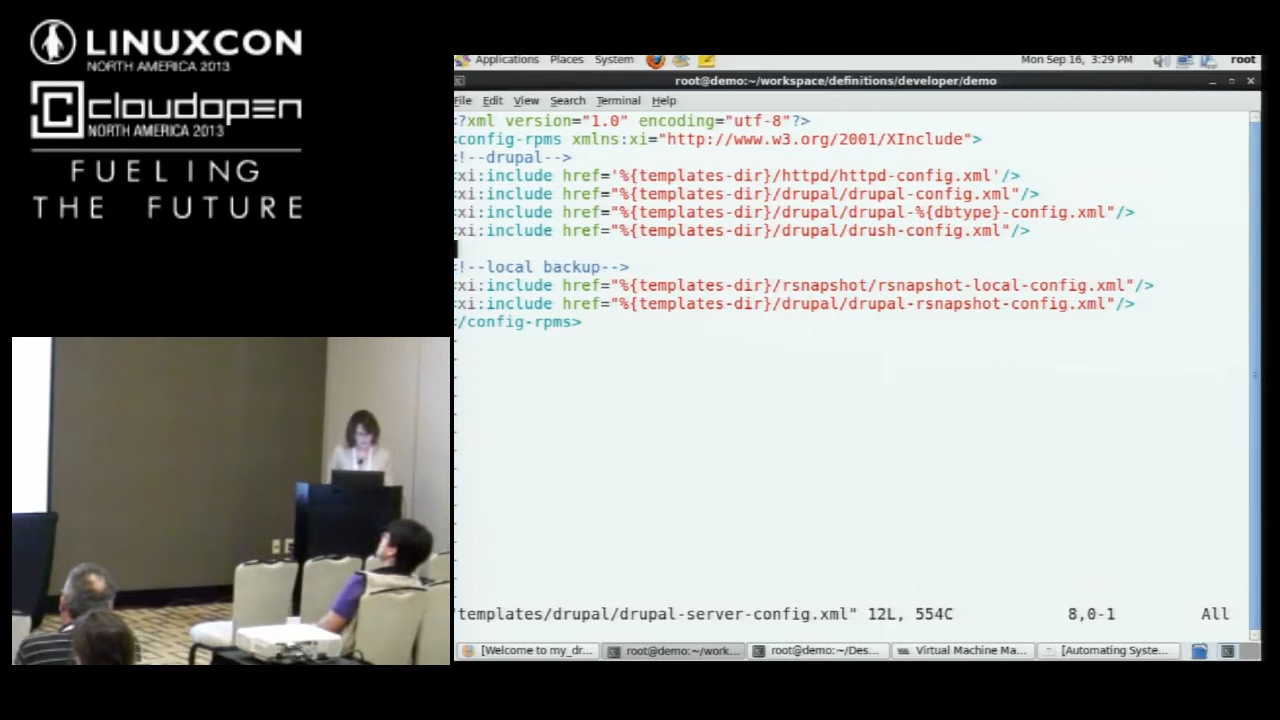 LINUXCON
NORTH AMERICA 2013
cloudopen
NORTH AMERICA 2013
FUELING
THE FUTURE
Applications Places System
Mon Sep 16, 3:29 PM root
root@demo:~/workspace/definitions/developer/demo
File Edit View Search Terminal Help
<?xml version="1.0" encoding="utf-8"?>
<config-rpms xmlns:xi="http://www.w3.org/2001/XInclude">
<!--drupal-->
<xi:include href='%{templates-dir}/httpd/httpd-config.xml'/>
<xi:include href="%{templates-dir}/drupal/drupal-config.xml"/>
<xi:include href="%{templates-dir}/drupal/drupal-%{dbtype}-config.xml"/>
<xi:include href="%{templates-dir}/drupal/drush-config.xml"/>
<!--local backup-->
<xi:include href="%{templates-dir}/rsnapshot/rsnapshot-local-config.xml"/>
<xi:include href="%{templates-dir}/drupal/drupal-rsnapshot-config.xml"/>
</config-rpms>
"templates/drupal/drupal-server-config.xml" 12L, 554C 8,0-1 All
[Welcome to my_dr... root@demo:~/work... root@demo:~/Des... Virtual Machine Ma... [Automating Syste...